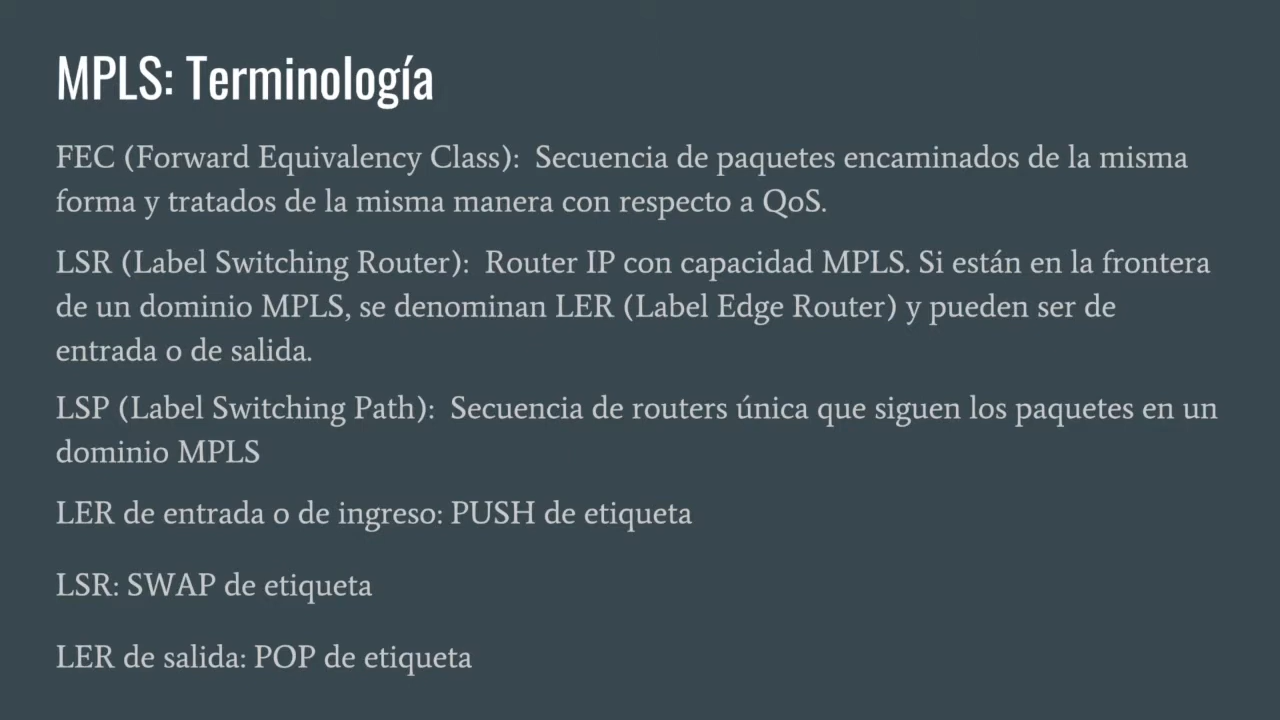 MPLS: Terminología
FEC (Forward Equivalency Class):  Secuencia de paquetes encaminados de la misma
forma y tratados de la misma manera con respecto a QoS.
LSR (Label Switching Router):  Router IP con capacidad MPLS. Si están en la frontera
de un dominio MPLS, se denominan LER (Label Edge Router) y pueden ser de
entrada o de salida.
LSP (Label Switching Path):  Secuencia de routers única que siguen los paquetes en un
dominio MPLS
LER de entrada o de ingreso: PUSH de etiqueta
LSR: SWAP de etiqueta
LER de salida: POP de etiqueta